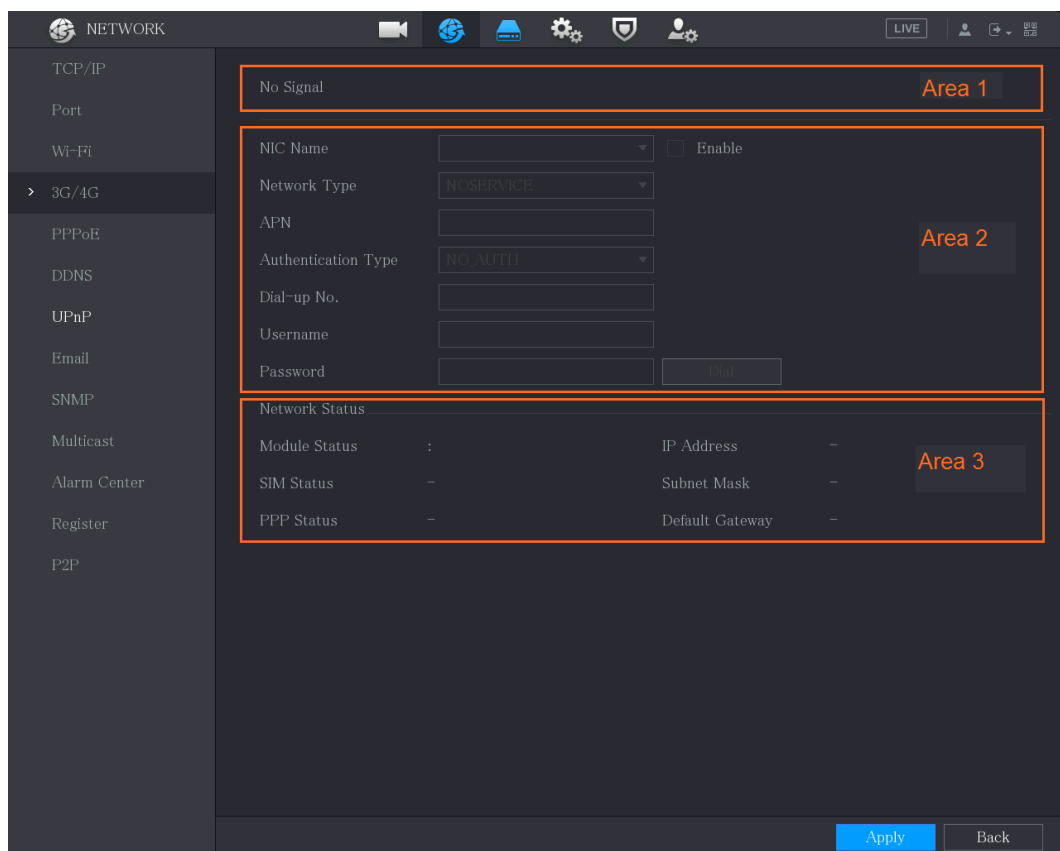 NETWORK
LIVE
TCP/IP
Port
Wi-Fi
3G/4G
PPPoE
DDNS
UPnP
Email
SNMP
Multicast
Alarm Center
Register
P2P
No Signal
Area 1
NIC Name
Enable
Network Type NOSERVICE
APN
Area 2
Authentication Type NO_AUTH
Dial-up No.
Username
Password Dial
Network Status
Module Status : IP Address -
Area 3
SIM Status - Subnet Mask -
PPP Status - Default Gateway -
Apply Back